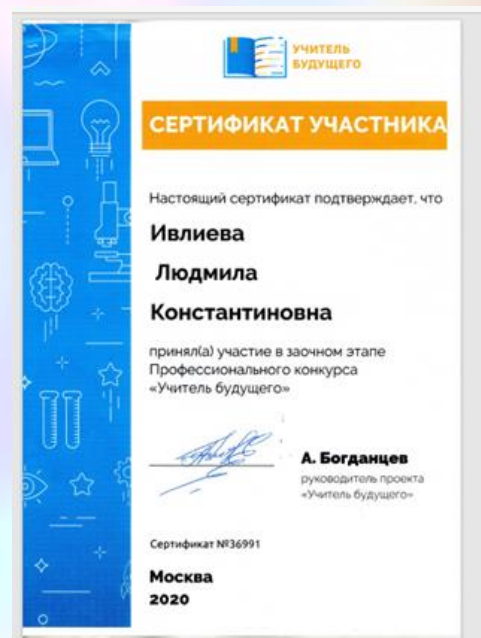 УЧИТЕЛЬ
БУДУЩЕГО
СЕРТИФИКАТ УЧАСТНИКА
Настоящий сертификат подтверждает, что
Ивлиева
Людмила
Константиновна
принял(а) участие в заочном этапе
Профессионального конкурса
«Учитель будущего»
А. Богданцев
руководитель проекта
«Учитель будущего»
Сертификат №36991
Москва
2020